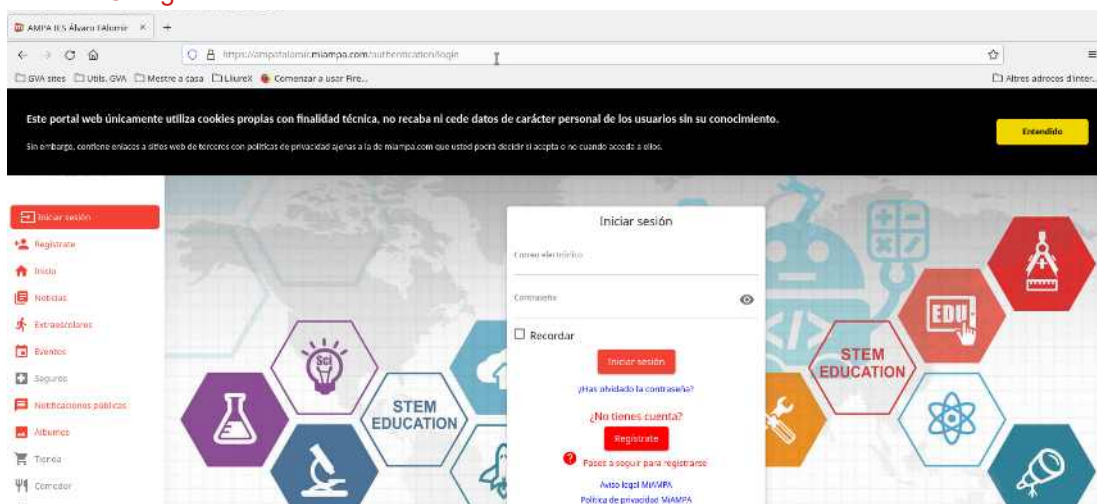 AMPA IES Álvaro FAlomir × +
https://ampafalomir.miampa.com/authentication/login
GVA sites Utils. GVA Mestre a casa LliureX Comenzar a usar Fire... Altres adreces d'inter...
Este portal web únicamente utiliza cookies propias con finalidad técnica, no recaba ni cede datos de carácter personal de los usuarios sin su conocimiento.
Entendido
Sin embargo, contiene enlaces a sitios web de terceros con políticas de privacidad ajenas a la de miampa.com que usted podrá decidir si acepta o no cuando acceda a ellos.
Iniciar sesión
Regístrate
Inicio
Noticias
Extraescolares
Eventos
Seguros
Notificaciones públicas
Albumes
Tienda
Comedor
Iniciar sesión
Correo electrónico
Contraseña
Recordar
Iniciar sesión
¿Has olvidado la contraseña?
¿No tienes cuenta?
Regístrate
Pasos a seguir para registrarse
Aviso legal MiAMPA
Política de privacidad MiAMPA
Sci
STEM
EDUCATION
EDU
STEM
EDUCATION